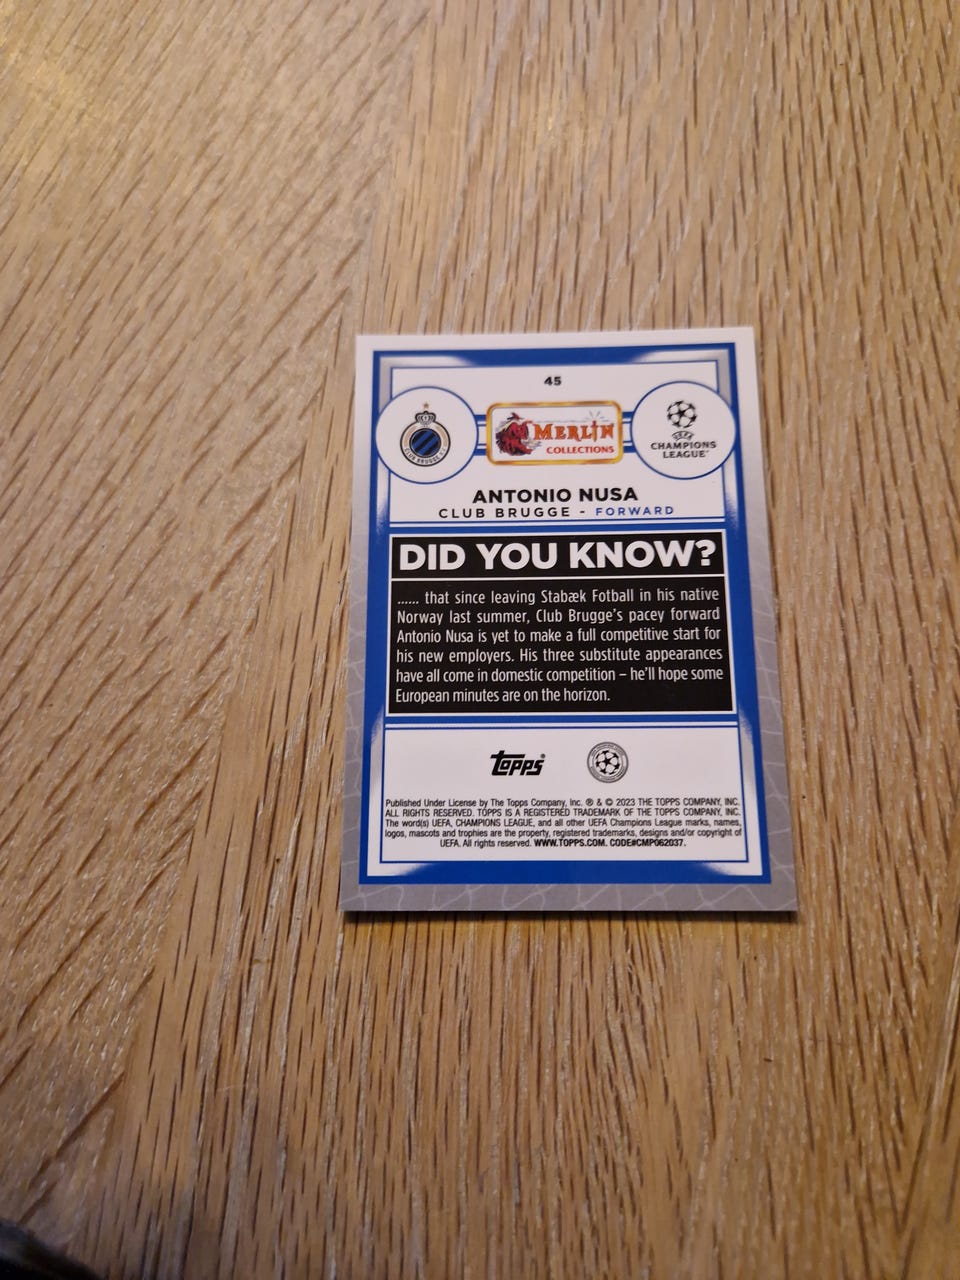 45
CLUB BRUGGE K.V.
MERLIN
COLLECTIONS
UEFA
CHAMPIONS
LEAGUE
ANTONIO NUSA
CLUB BRUGGE - FORWARD
DID YOU KNOW?
...... that since leaving Stabæk Fotball in his native
Norway last summer, Club Brugge's pacey forward
Antonio Nusa is yet to make a full competitive start for
his new employers. His three substitute appearances
have all come in domestic competition – he'll hope some
European minutes are on the horizon.
Topps®
Published Under License by The Topps Company, Inc. ® & © 2023 THE TOPPS COMPANY, INC.
ALL RIGHTS RESERVED. TOPPS IS A REGISTERED TRADEMARK OF THE TOPPS COMPANY, INC.
The word(s) UEFA, CHAMPIONS LEAGUE, and all other UEFA Champions League marks, names,
logos, mascots and trophies are the property, registered trademarks, designs and/or copyright of
UEFA. All rights reserved. WWW.TOPPS.COM. CODE#CMP062037.